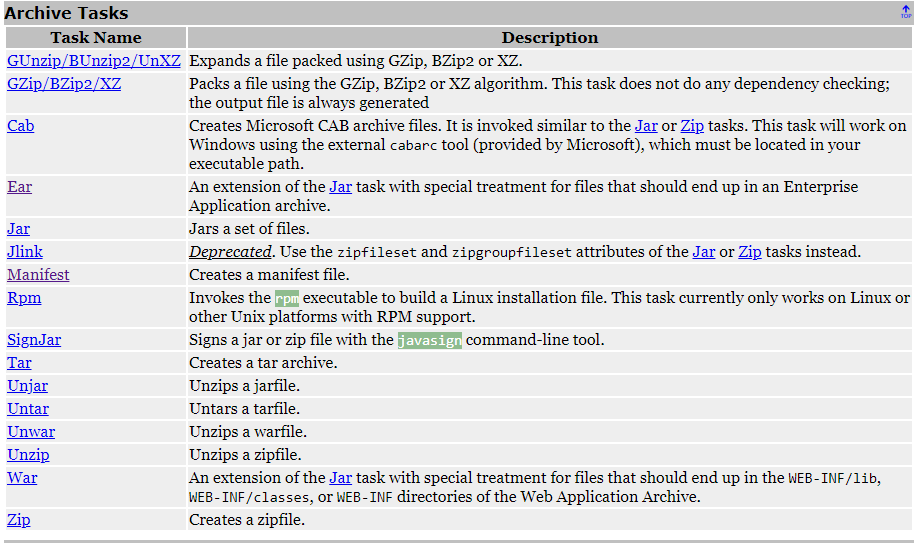 Archive Tasks
TOP
Task Name Description
GUnzip/BUnzip2/UnXZ Expands a file packed using GZip, BZip2 or XZ.
GZip/BZip2/XZ Packs a file using the GZip, BZip2 or XZ algorithm. This task does not do any dependency checking;
the output file is always generated
Cab Creates Microsoft CAB archive files. It is invoked similar to the Jar or Zip tasks. This task will work on
Windows using the external cabarc tool (provided by Microsoft), which must be located in your
executable path.
Ear An extension of the Jar task with special treatment for files that should end up in an Enterprise
Application archive.
Jar Jars a set of files.
Jlink Deprecated. Use the zipfileset and zipgroupfileset attributes of the Jar or Zip tasks instead.
Manifest Creates a manifest file.
Rpm Invokes the rpm executable to build a Linux installation file. This task currently only works on Linux or
other Unix platforms with RPM support.
SignJar Signs a jar or zip file with the javasign command-line tool.
Tar Creates a tar archive.
Unjar Unzips a jarfile.
Untar Untars a tarfile.
Unwar Unzips a warfile.
Unzip Unzips a zipfile.
War An extension of the Jar task with special treatment for files that should end up in the WEB-INF/lib,
WEB-INF/classes, or WEB-INF directories of the Web Application Archive.
Zip Creates a zipfile.